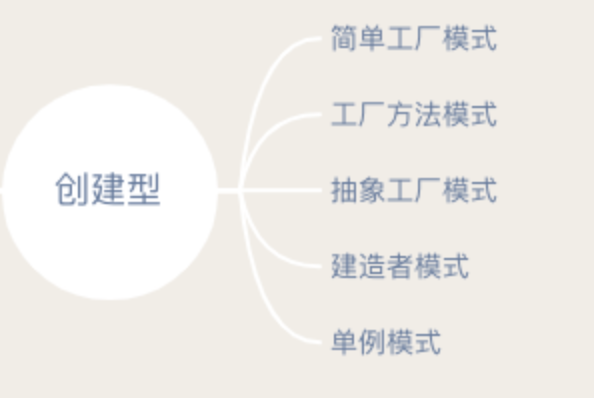 创建型
简单工厂模式
工厂方法模式
抽象工厂模式
建造者模式
单例模式